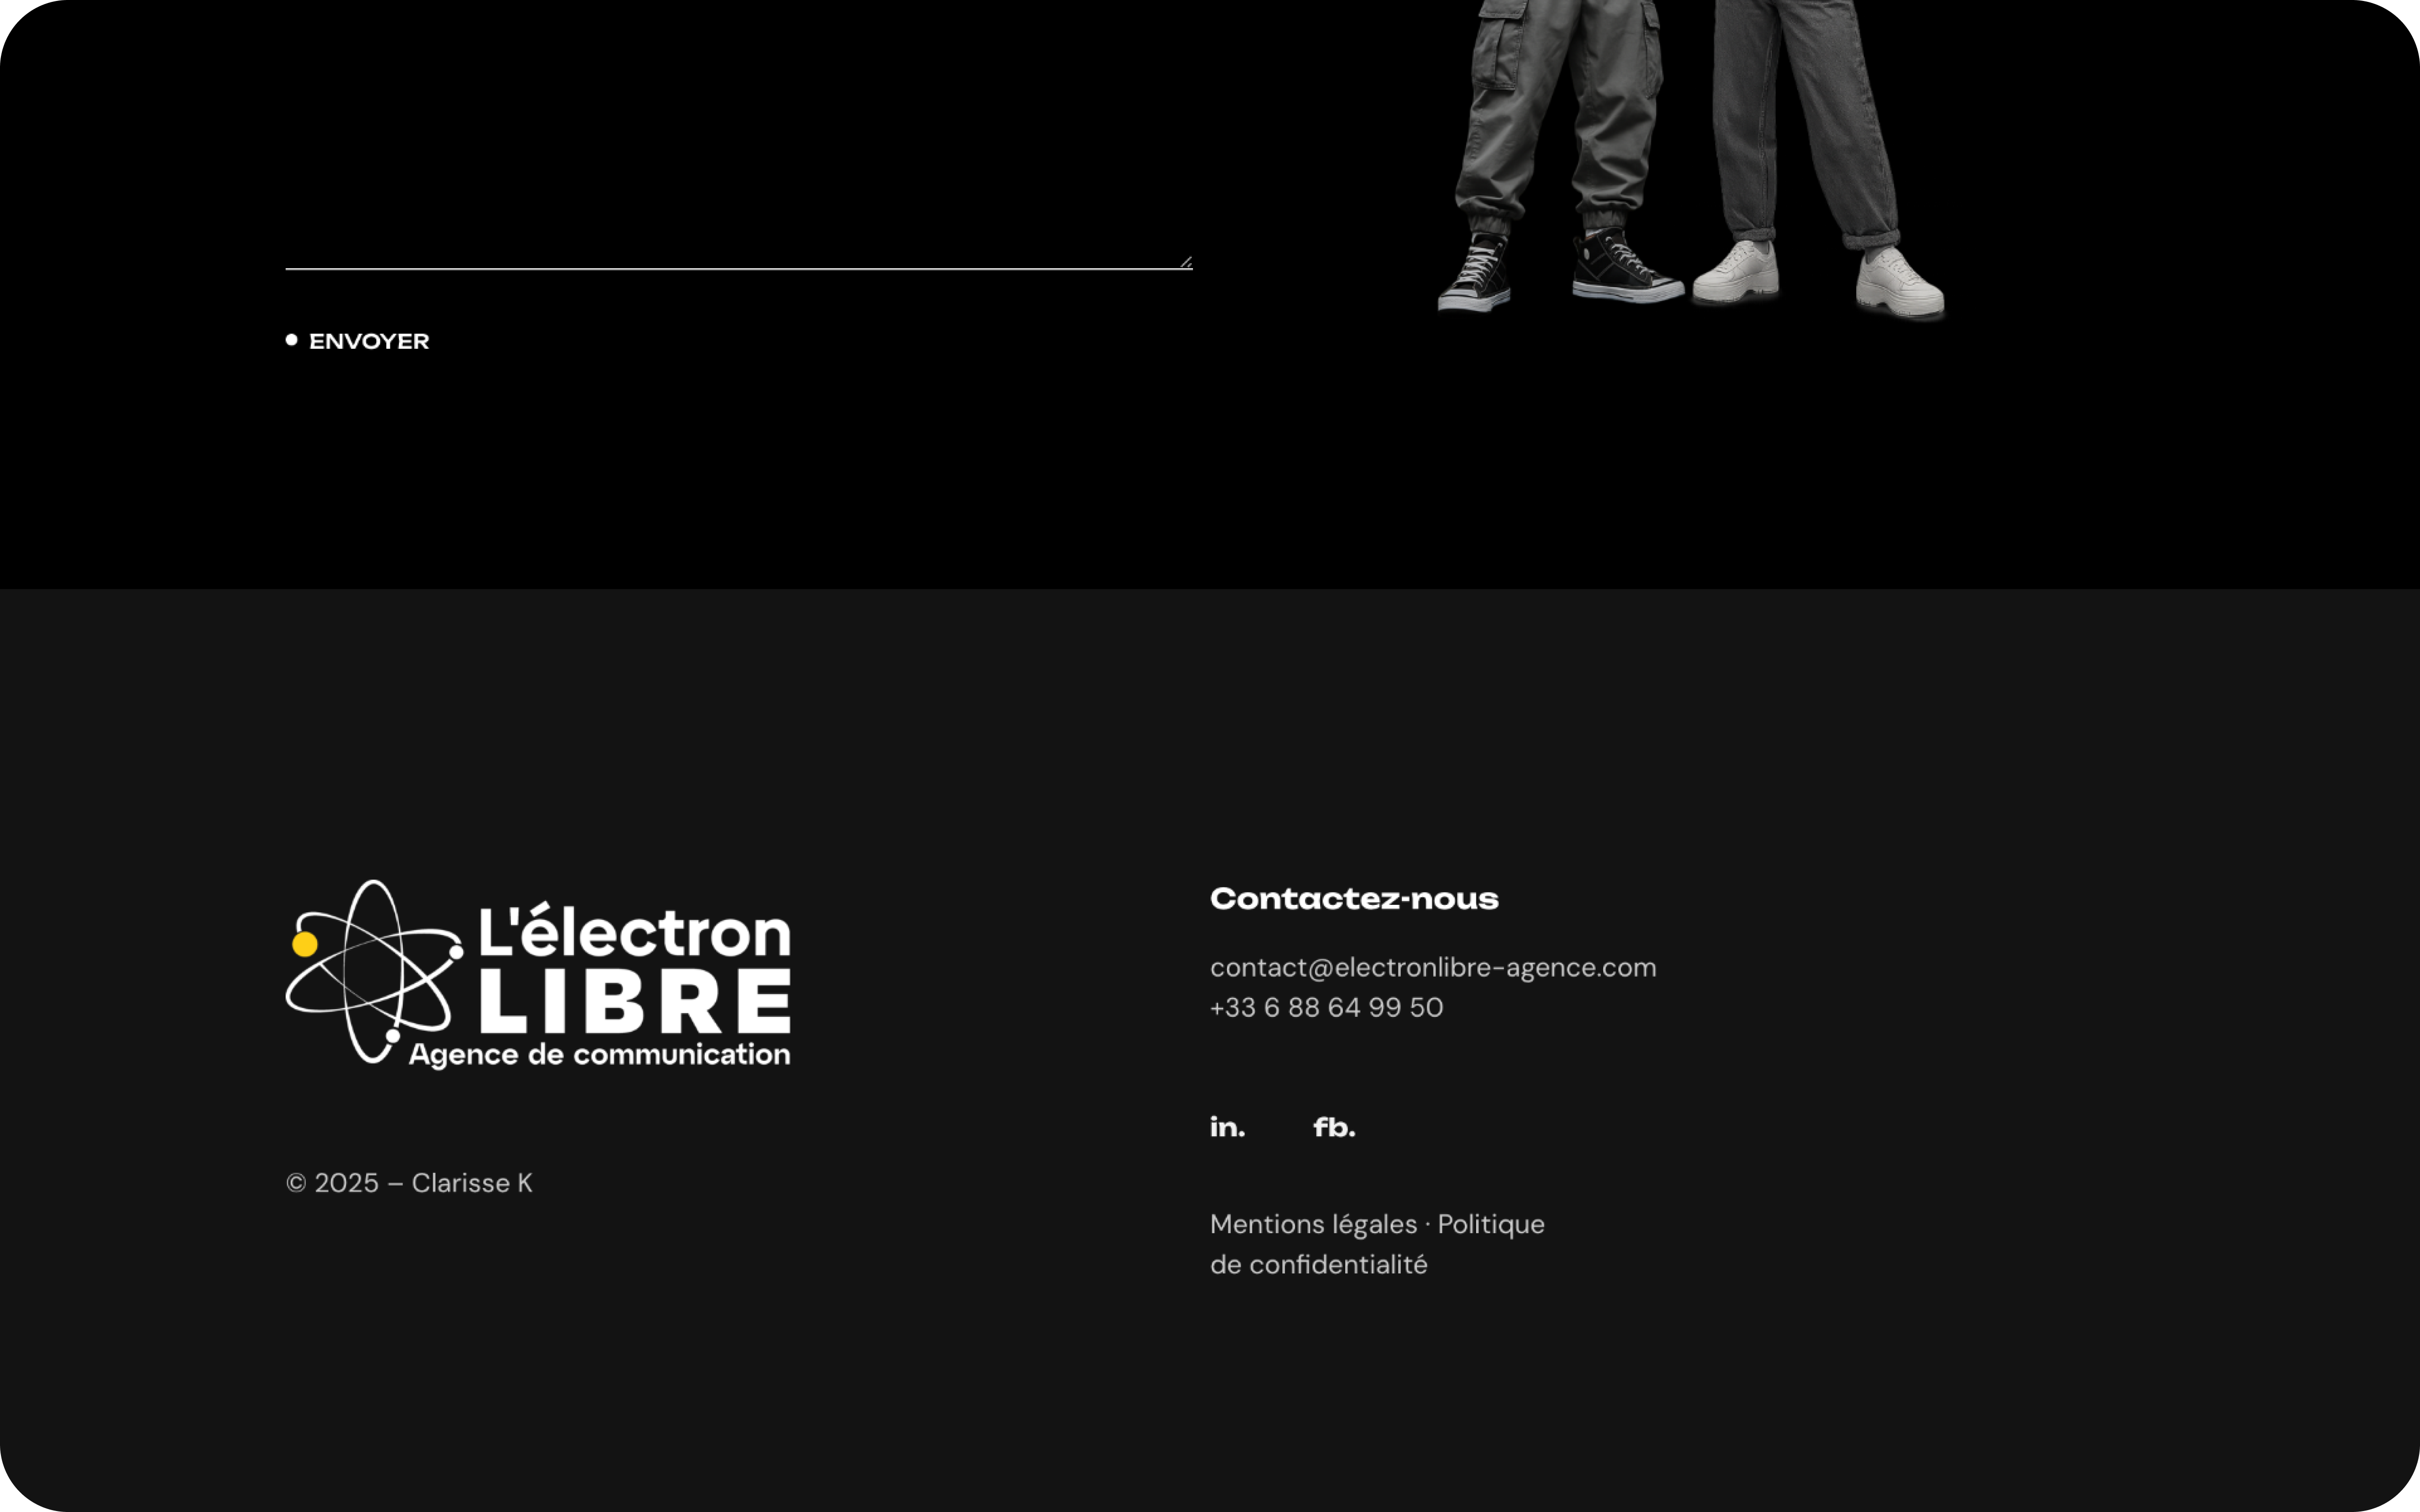 ENVOYER
L'électron
LIBRE
Agence de communication
© 2025 – Clarisse K
Contactez-nous
contact@electronlibre-agence.com
+33 6 88 64 99 50
in. fb.
Mentions légales · Politique
de confidentialité